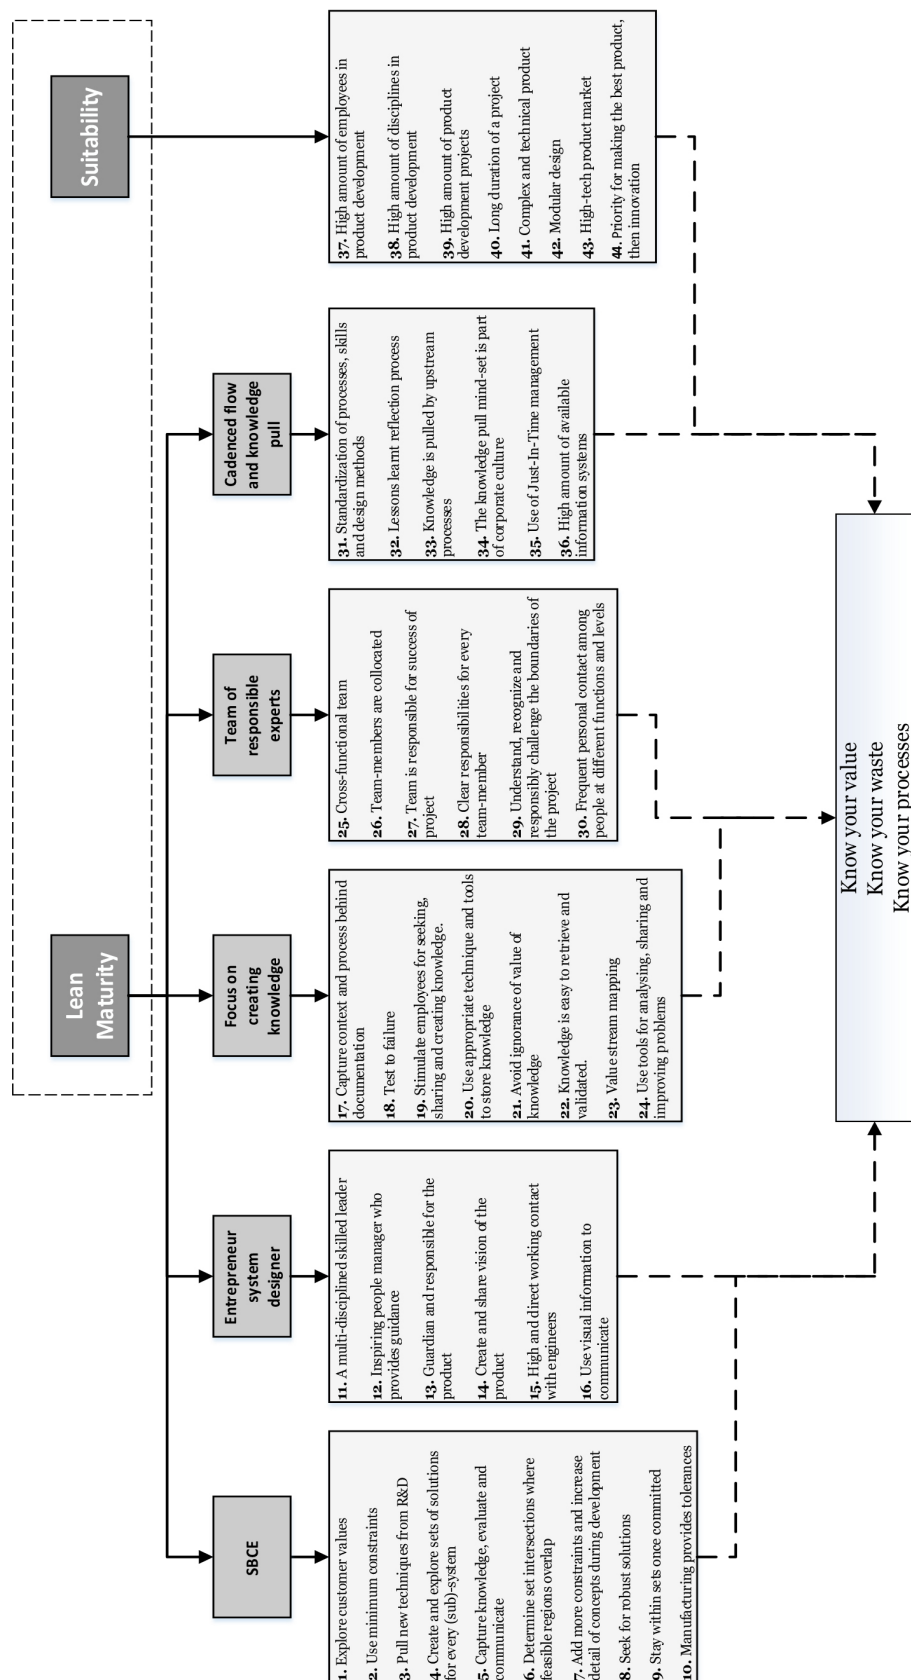 Lean
Maturity
Suitability
SBCE
Entrepreneur
system
designer
Focus on
creating
knowledge
Team of
responsible
experts
Cadenced flow
and knowledge
pull
1. Explore customer values
2. Use minimum constraints
3. Pull new techniques from R&D
4. Create and explore sets of solutions
for every (sub)-system
5. Capture knowledge, evaluate and
communicate
6. Determine set intersections where
feasible regions overlap
7. Add more constraints and increase
detail of concepts during development
8. Seek for robust solutions
9. Stay within sets once committed
10. Manufacturing provides tolerances
11. A multi-disciplined skilled leader
12. Inspiring people manager who
provides guidance
13. Guardian and responsible for the
product
14. Create and share vision of the
product
15. High and direct working contact
with engineers
16. Use visual information to
communicate
17. Capture context and process behind
documentation
18. Test to failure
19. Stimulate employees for seeking,
sharing and creating knowledge.
20. Use appropriate technique and tools
to store knowledge
21. Avoid ignorance of value of
knowledge
22. Knowledge is easy to retrieve and
validated.
23. Value stream mapping
24. Use tools for analysing, sharing and
improving problems
25. Cross-functional team
26. Team-members are collocated
27. Team is responsible for success of
project
28. Clear responsibilities for every
team-member
29. Understand, recognize and
responsibly challenge the boundaries of
the project
30. Frequent personal contact among
people at different functions and levels
31. Standardization of processes, skills
and design methods
32. Lessons learnt reflection process
33. Knowledge is pulled by upstream
processes
34. The knowledge pull mind-set is part
of corporate culture
35. Use of Just-In-Time management
36. High amount of available
information systems
37. High amount of employees in
product development
38. High amount of disciplines in
product development
39. High amount of product
development projects
40. Long duration of a project
41. Complex and technical product
42. Modular design
43. High-tech product market
44. Priority for making the best product,
then innovation
Know your value
Know your waste
Know your processes